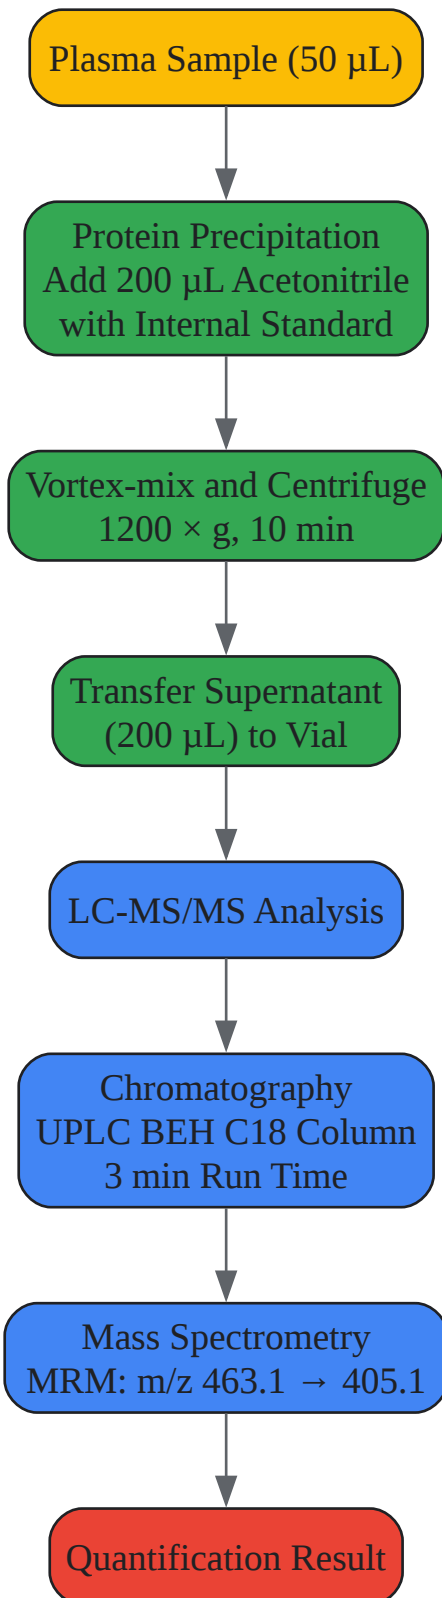 Plasma Sample (50 µL)
Protein Precipitation
Add 200 µL Acetonitrile
with Internal Standard
Vortex-mix and Centrifuge
1200 × g, 10 min
Transfer Supernatant
(200 µL) to Vial
LC-MS/MS Analysis
Chromatography
UPLC BEH C18 Column
3 min Run Time
Mass Spectrometry
MRM: m/z 463.1 → 405.1
Quantification Result